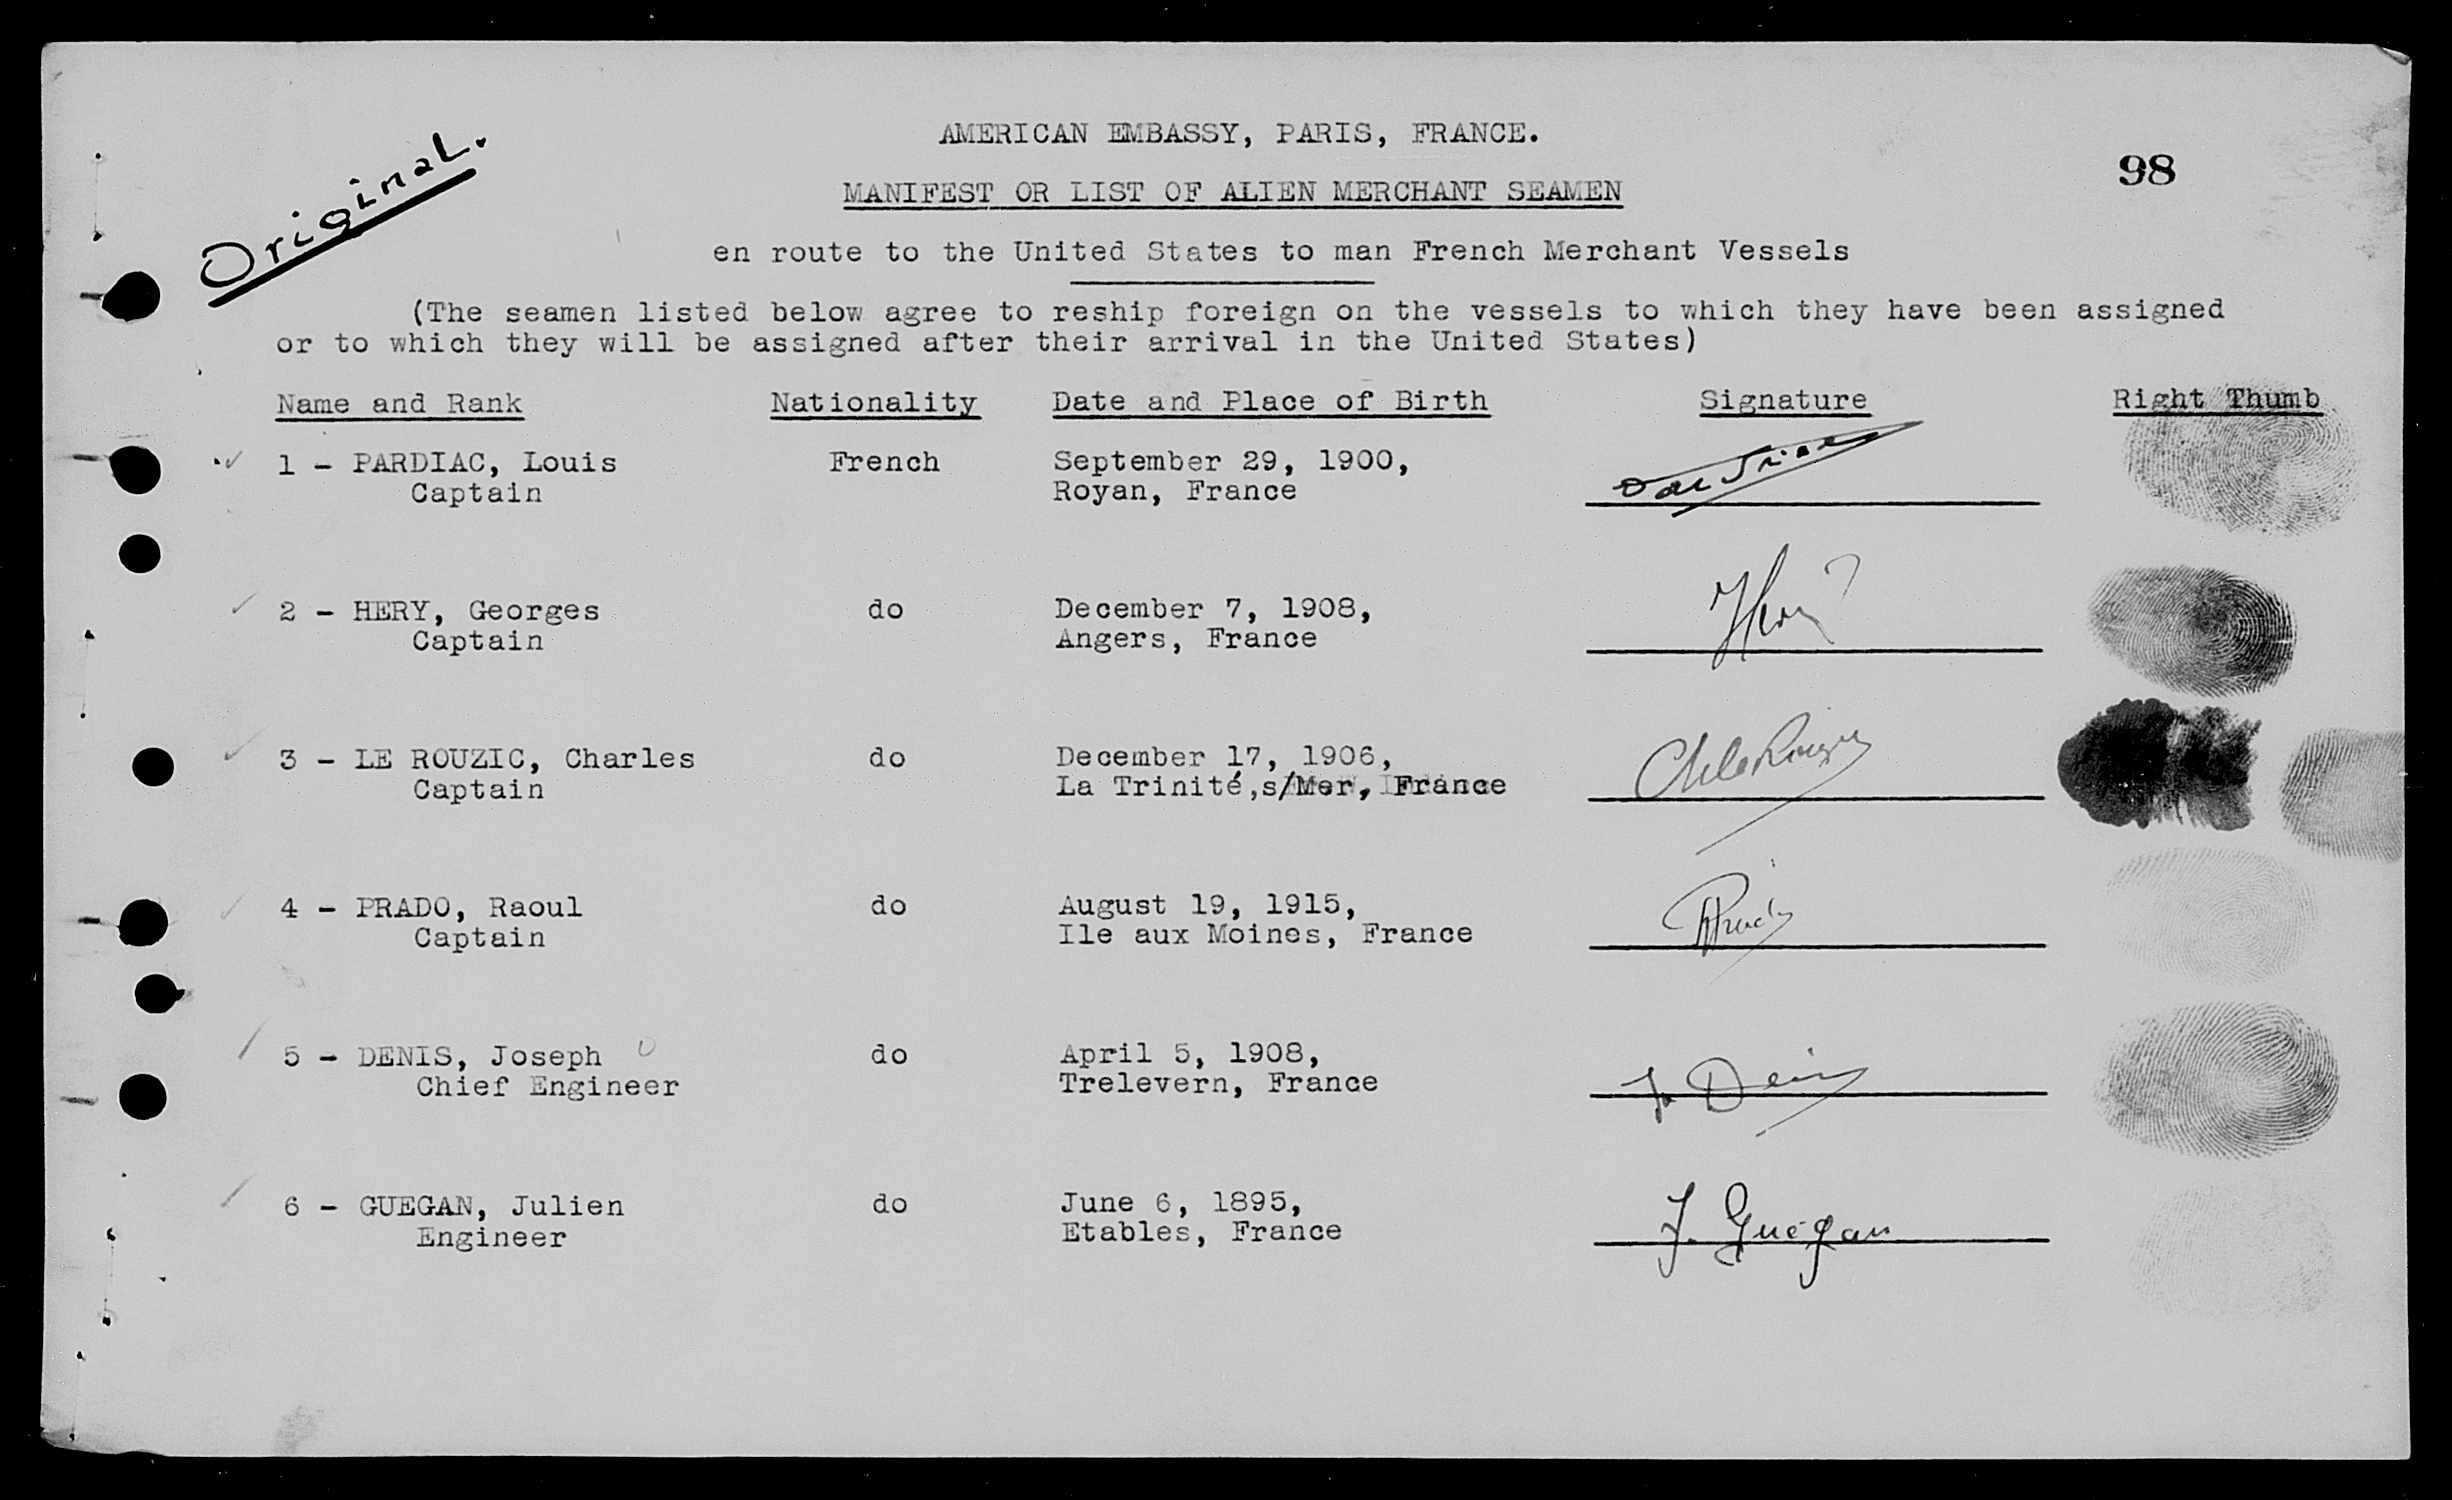 Original.
AMERICAN EMBASSY, PARIS, FRANCE.
98
MANIFEST OR LIST OF ALIEN MERCHANT SEAMEN
en route to the United States to man French Merchant Vessels
(The seamen listed below agree to reship foreign on the vessels to which they have been assigned
or to which they will be assigned after their arrival in the United States)
Name and Rank Nationality Date and Place of Birth Signature Right Thumb
1 - PARDIAC, Louis French September 29, 1900,
Captain Royan, France
2 - HERY, Georges do December 7, 1908,
Captain Angers, France Hery
3 - LE ROUZIC, Charles do December 17, 1906,
Captain La Trinité,s/Mer, France
4 - PRADO, Raoul do August 19, 1915,
Captain Ile aux Moines, France
5 - DENIS, Joseph do April 5, 1908,
Chief Engineer Trelevern, France J. Denis
6 - GUEGAN, Julien do June 6, 1895,
Engineer Etables, France J. Guégan